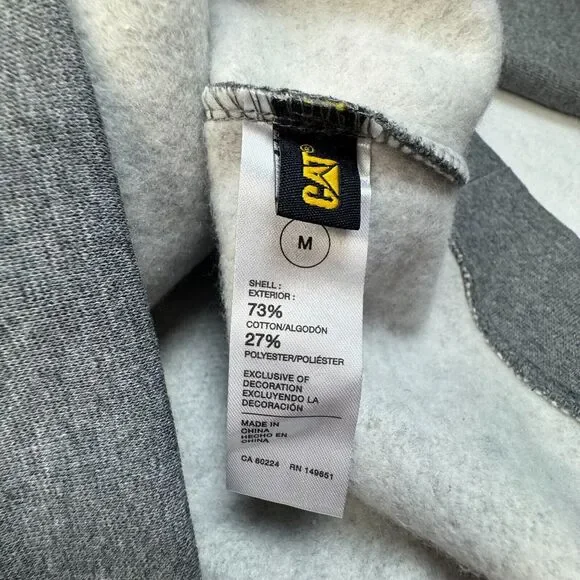 CAT®
M
SHELL :
EXTERIOR :
73%
COTTON/ALGODÓN
27%
POLYESTER/POLIÉSTER
EXCLUSIVE OF
DECORATION
EXCLUYENDO LA
DECORACIÓN
MADE IN
CHINA
HECHO EN
CHINA
CA 60224 RN 149651